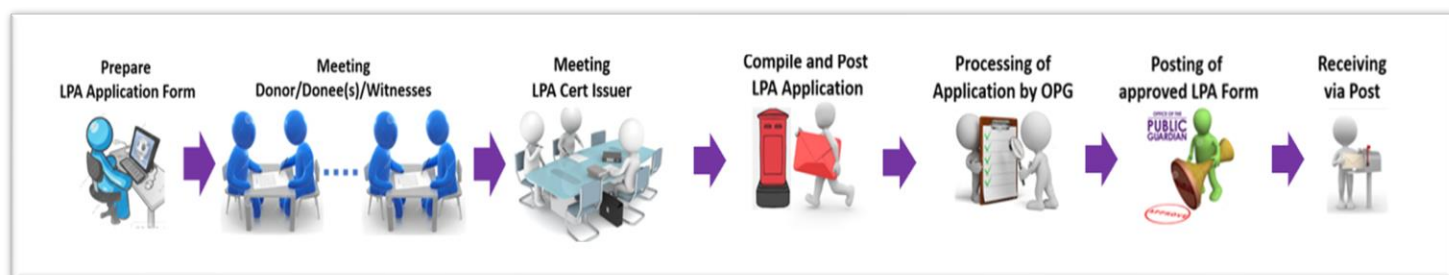 Prepare
LPA Application Form
Meeting
Donor/Donee(s)/Witnesses
Meeting
LPA Cert Issuer
Compile and Post
LPA Application
Processing of
Application by OPG
Posting of
approved LPA Form
OFFICE OF THE
PUBLIC
GUARDIAN
APPROVE
Receiving
via Post